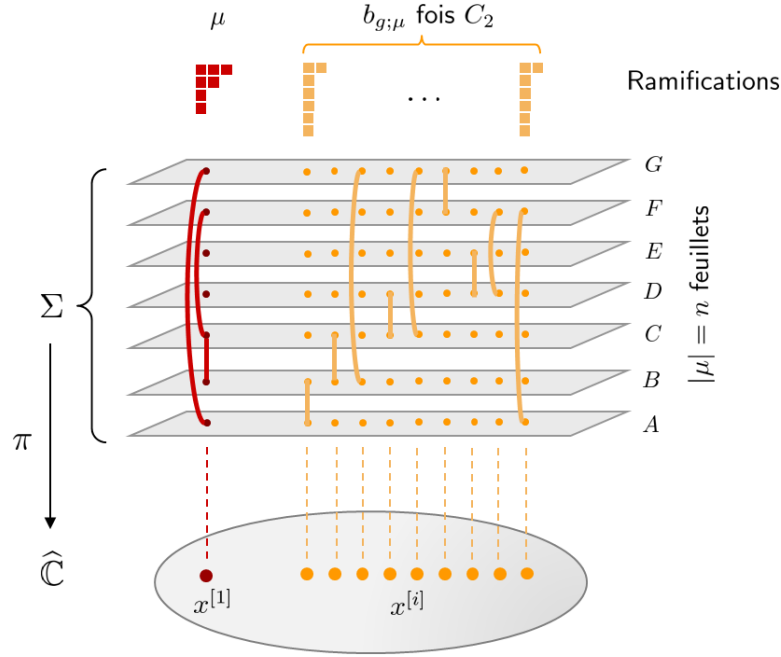 μ
b_{g;μ} fois C_2
...
Ramifications
G
F
E
D
C
B
A
|μ| = n feuillets
Σ
π
Ĉ
x^{[1]}
x^{[i]}